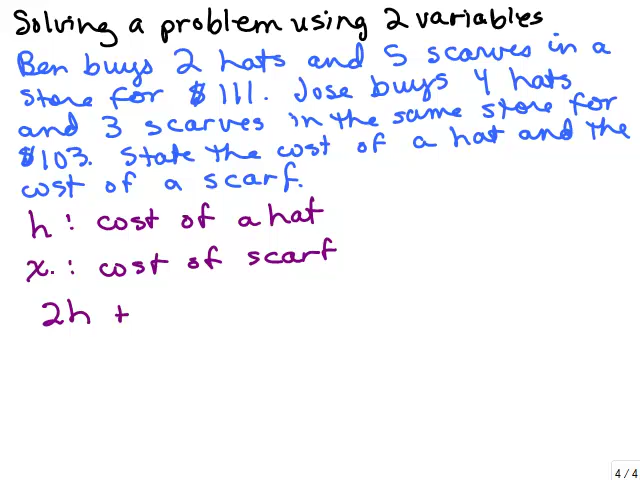 Solving a problem using 2 variables
Ben buys 2 hats and 5 scarves in a
store for $111. Jose buys 4 hats
and 3 scarves in the same store for
$103. State the cost of a hat and the
cost of a scarf.
h : cost of a hat
x. : cost of scarf
2h +
4 / 4